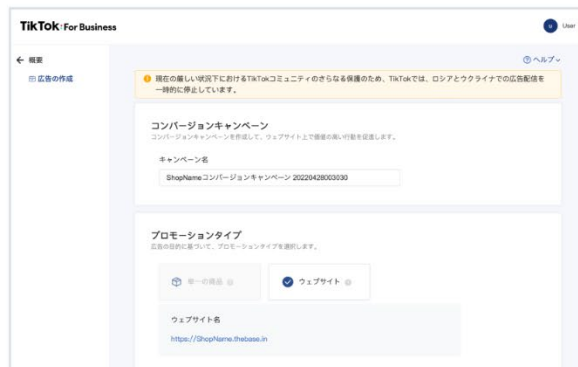 TikTok For Business
User
← 概要
ヘルプ
広告の作成
現在の厳しい状況下におけるTikTokコミュニティのさらなる保護のため、TikTokでは、ロシアとウクライナでの広告配信を
一時的に停止しています。
コンバージョンキャンペーン
コンバージョンキャンペーンを作成して、ウェブサイト上で価値の高い行動を促進します。
キャンペーン名
ShopNameコンバージョンキャンペーン 20220428003030
プロモーションタイプ
広告の目的に基づいて、プロモーションタイプを選択します。
単一の商品
ウェブサイト
ウェブサイト名
https://ShopName.thebase.in